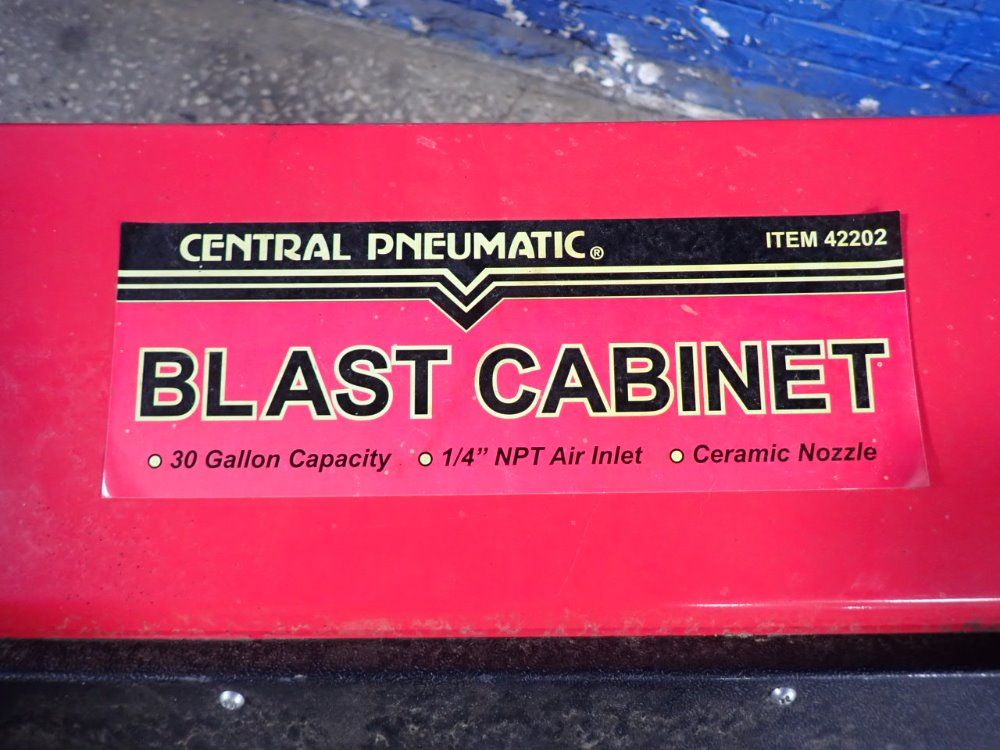 CENTRAL PNEUMATIC®
ITEM 42202
BLAST CABINET
30 Gallon Capacity
1/4” NPT Air Inlet
Ceramic Nozzle